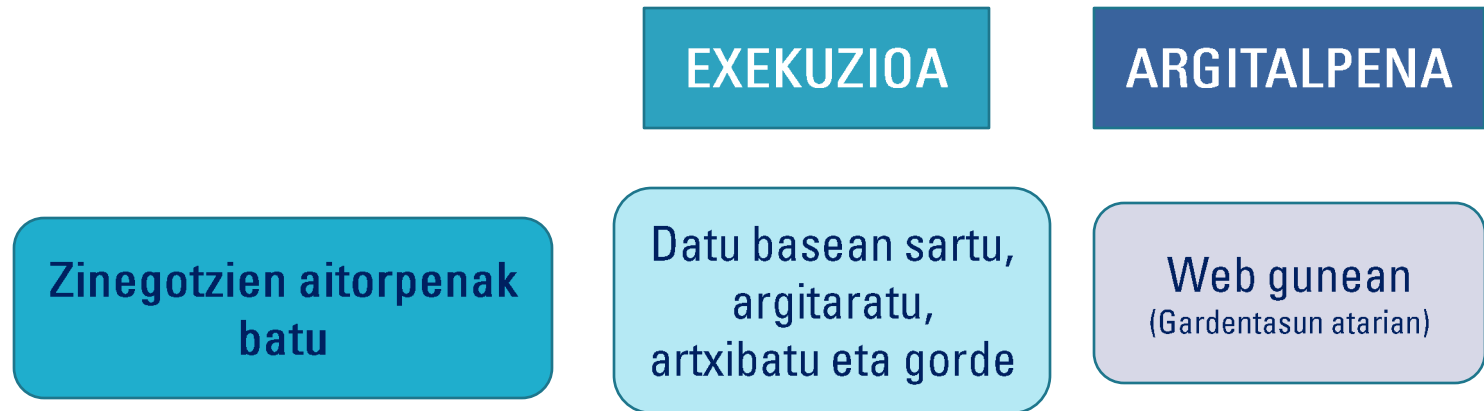 EXEKUZIOA
ARGITALPENA
Zinegotzien aitorpenak
batu
Datu basean sartu,
argitaratu,
artxibatu eta gorde
Web gunean
(Gardentasun atarian)